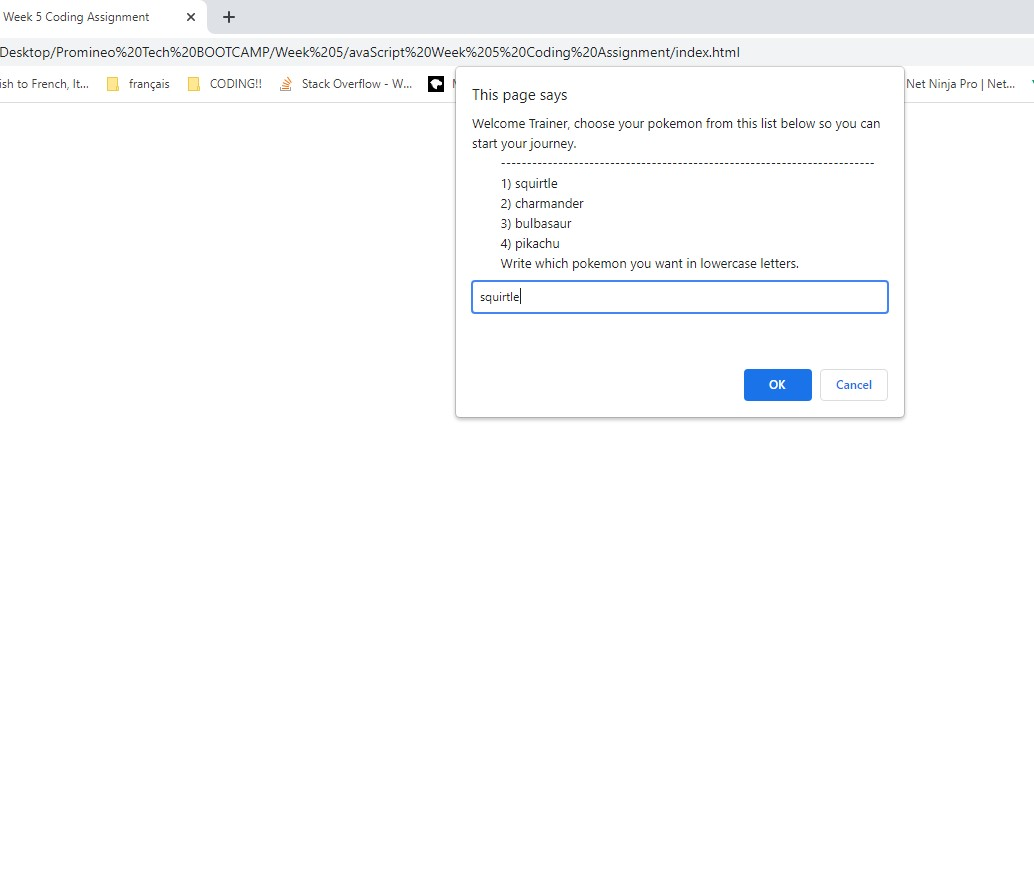 Week 5 Coding Assignment
Desktop/Promineo%20Tech%20BOOTCAMP/Week%205/avaScript%20Week%205%20Coding%20Assignment/index.html
ish to French, It... français CODING!! Stack Overflow - W... Net Ninja Pro | Net...
This page says
Welcome Trainer, choose your pokemon from this list below so you can
start your journey.
--------------------------------------------------------------------------
1) squirtle
2) charmander
3) bulbasaur
4) pikachu
Write which pokemon you want in lowercase letters.
squirtle
OK Cancel